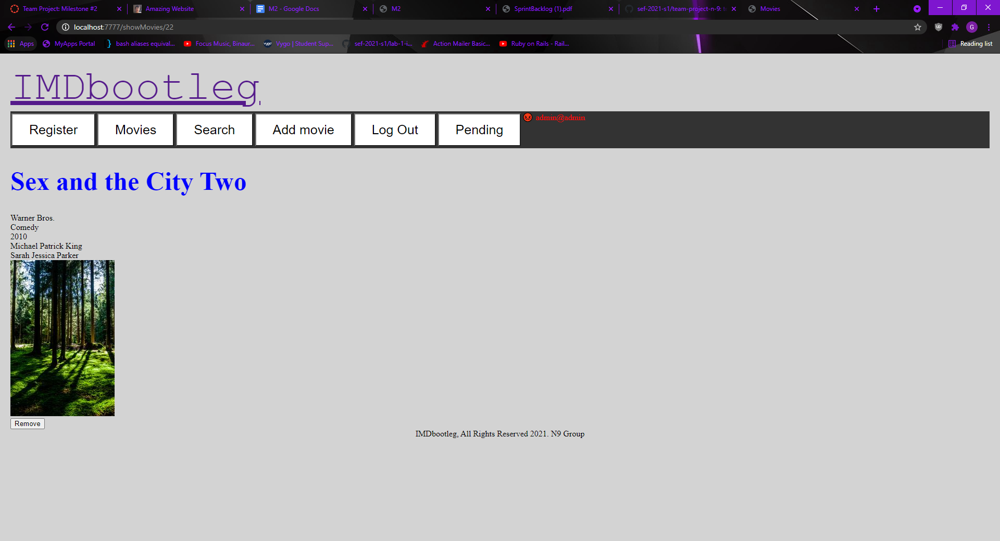 Team Project: Milestone #2
Amazing Website
M2 - Google Docs
M2
SprintBacklog (1).pdf
sef-2021-s1/team-project-n-9: t
Movies
localhost:7777/showMovies/22
G
Apps
MyApps Portal
bash aliases equival...
Focus Music, Binaur...
Vygo | Student Sup...
sef-2021-s1/lab-1-i...
Action Mailer Basic...
Ruby on Rails - Rail...
Reading list
IMDbootleg
Register
Movies
Search
Add movie
Log Out
Pending
admin@admin
Sex and the City Two
Warner Bros.
Comedy
2010
Michael Patrick King
Sarah Jessica Parker
Remove
IMDbootleg, All Rights Reserved 2021. N9 Group